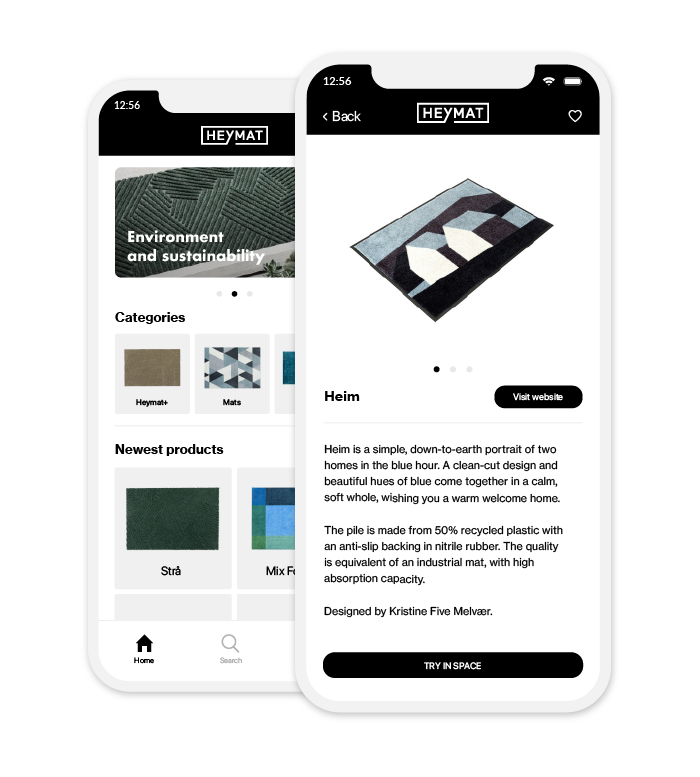 12:56
HEYMAT
Environment
and sustainability
Categories
Heymat+
Mats
Newest products
Strå
Mix
Home
Search
12:56
Back
HEYMAT
Heim
Visit website
Heim is a simple, down-to-earth portrait of two
homes in the blue hour. A clean-cut design and
beautiful hues of blue come together in a calm,
soft whole, wishing you a warm welcome home.
The pile is made from 50% recycled plastic with
an anti-slip backing in nitrile rubber. The quality
is equivalent of an industrial mat, with high
absorption capacity.
Designed by Kristine Five Melvær.
TRY IN SPACE